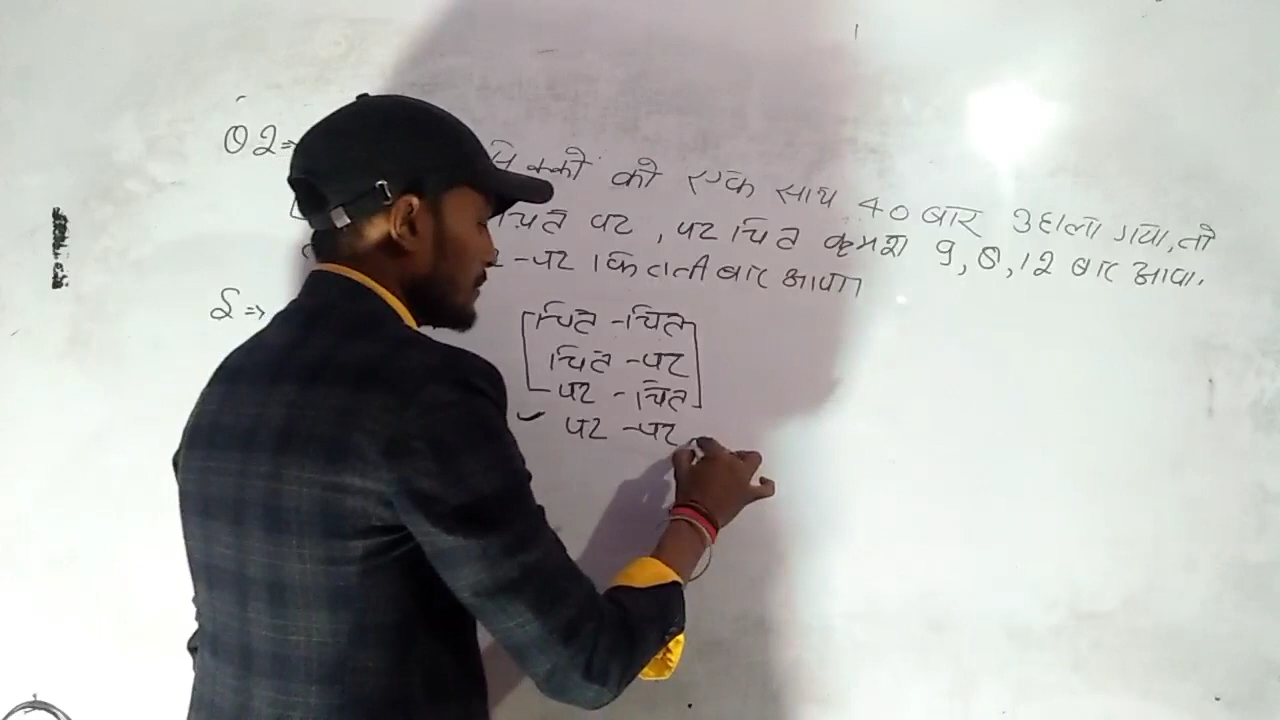 Q2⇒ सिक्को को एक साथ 40 बार उछाला गया, तो
चित पट, पट चित क्रमश 9, 8, 12 बार आया.
-पट कितनी बार आया।
S⇒ चित - चित
चित - पट
पट - चित
पट - पट